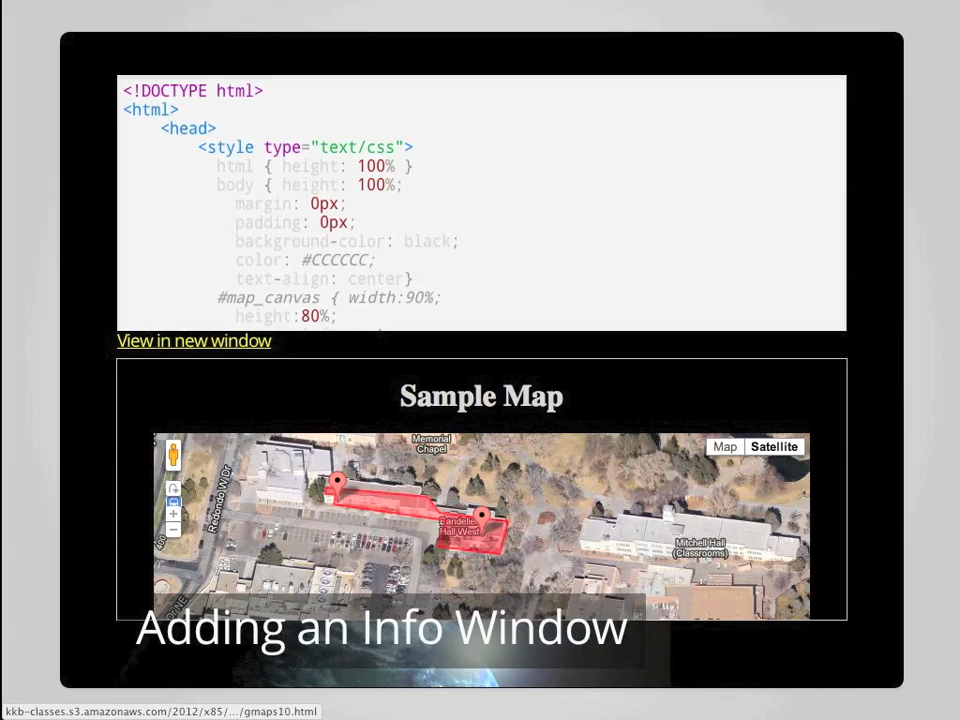 <!DOCTYPE html>
<html>
<head>
<style type="text/css">
html { height: 100% }
body { height: 100%;
margin: 0px;
padding: 0px;
background-color: black;
color: #CCCCCC;
text-align: center}
#map_canvas { width:90%;
height:80%;
View in new window
Sample Map
Memorial
Chapel
Map Satellite
Redondo W Dr
400
Bandelier
Hall West
Mitchell Hall
(Classrooms)
Dr NE
Adding an Info Window
kkb-classes.s3.amazonaws.com/2012/x85/.../gmaps10.html